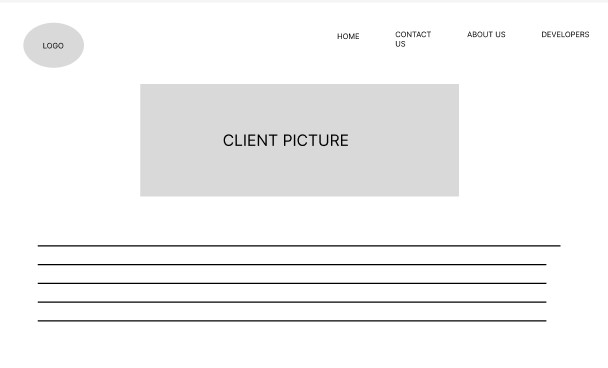 LOGO
HOME
CONTACT
US
ABOUT US
DEVELOPERS
CLIENT PICTURE